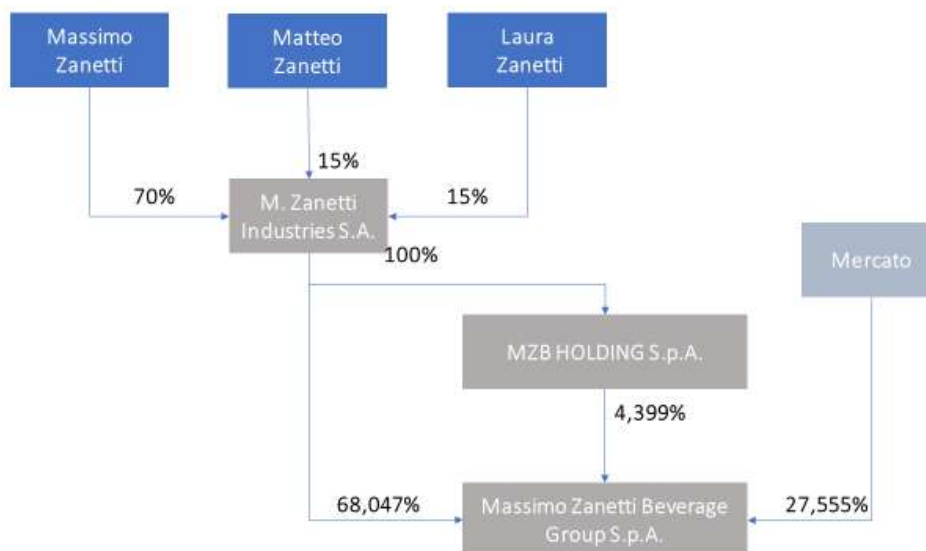 Massimo
Zanetti
Matteo
Zanetti
Laura
Zanetti
15%
70%
15%
M. Zanetti
Industries S.A.
100%
Mercato
MZB HOLDING S.p.A.
4,399%
68,047%
Massimo Zanetti Beverage
Group S.p.A.
27,555%